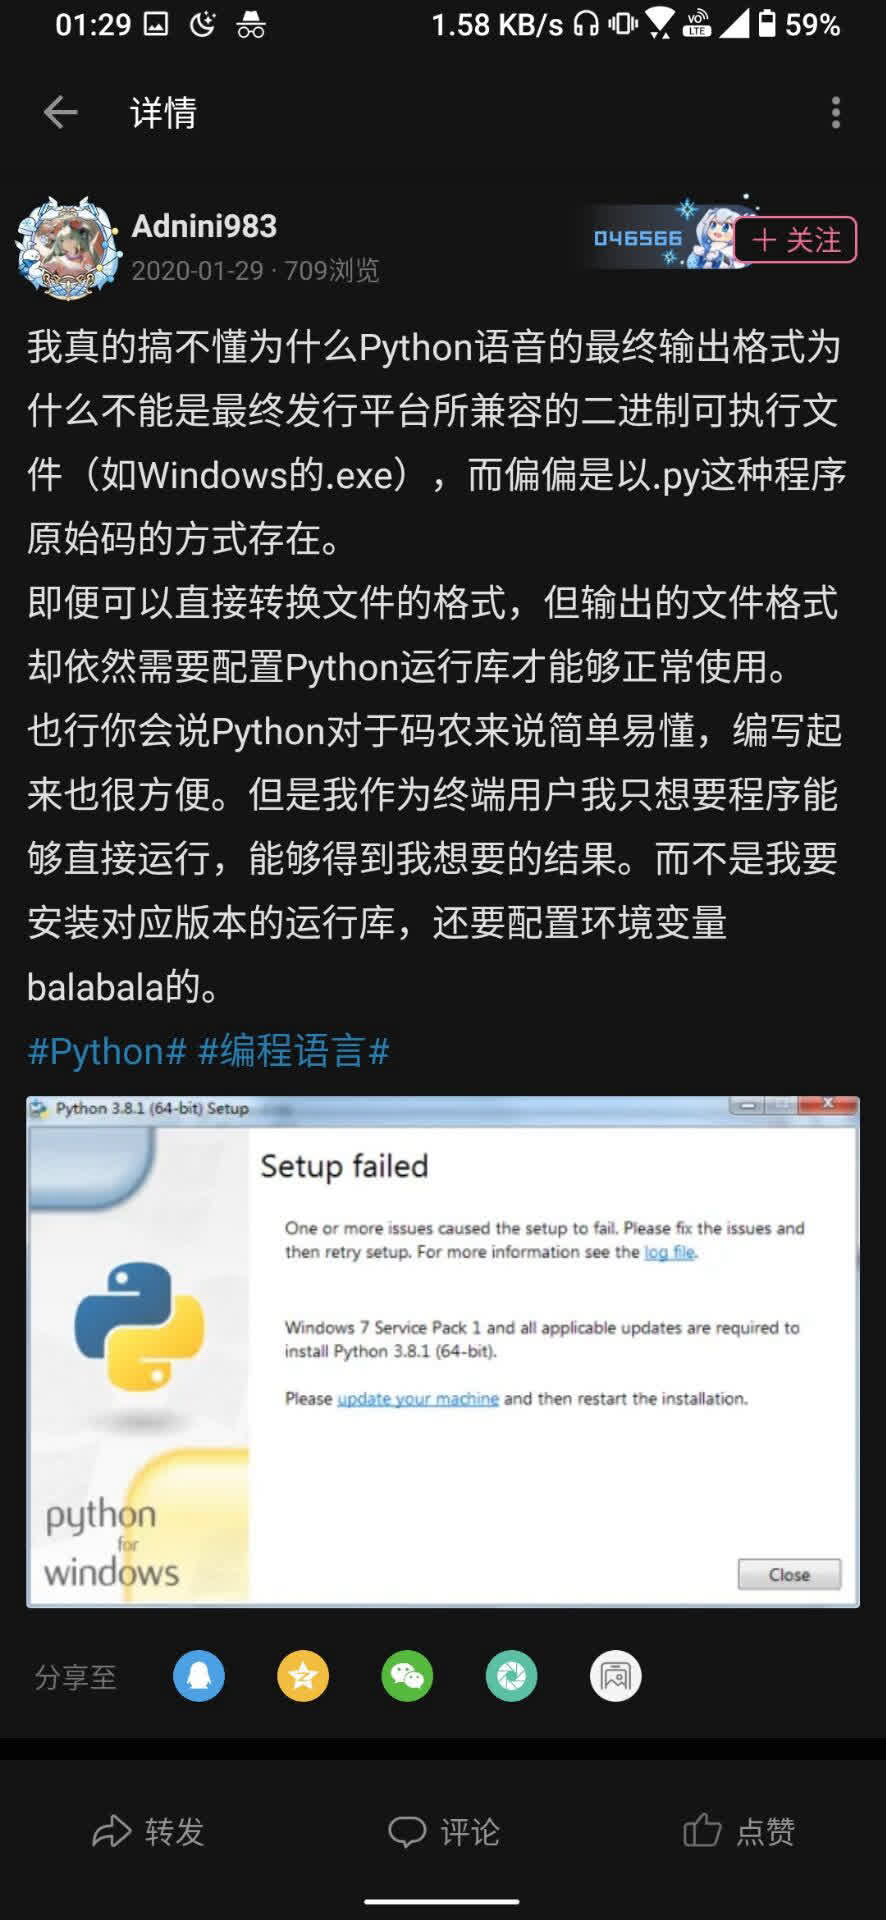 01:29 1.58 KB/s VO LTE 59%
详情
Adnini983
2020-01-29 · 709浏览
046566
关注
我真的搞不懂为什么Python语音的最终输出格式为
什么不能是最终发行平台所兼容的二进制可执行文
件（如Windows的.exe），而偏偏是以.py这种程序
原始码的方式存在。
即便可以直接转换文件的格式，但输出的文件格式
却依然需要配置Python运行库才能够正常使用。
也行你会说Python对于码农来说简单易懂，编写起
来也很方便。但是我作为终端用户我只想要程序能
够直接运行，能够得到我想要的结果。而不是我要
安装对应版本的运行库，还要配置环境变量
balabala的。
#Python# #编程语言#
Python 3.8.1 (64-bit) Setup
Setup failed
One or more issues caused the setup to fail. Please fix the issues and
then retry setup. For more information see the log file.
Windows 7 Service Pack 1 and all applicable updates are required to
install Python 3.8.1 (64-bit).
Please update your machine and then restart the installation.
python
for
windows
Close
分享至
转发 评论 点赞